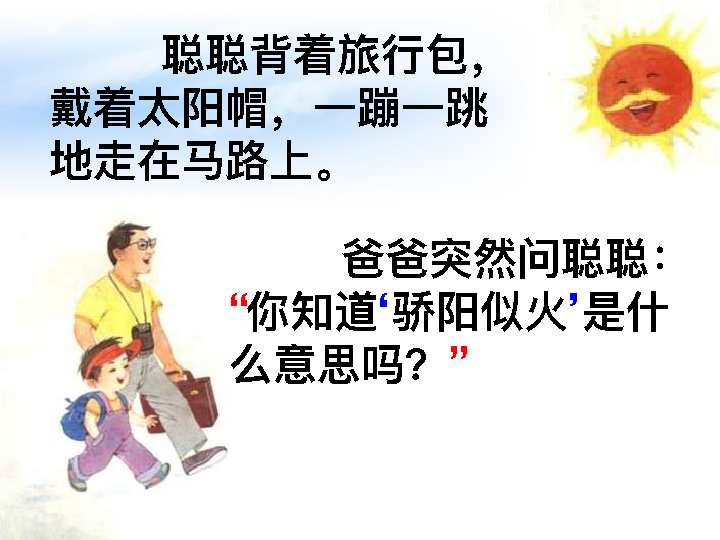 聪聪背着旅行包，
戴着太阳帽，一蹦一跳
地走在马路上。
爸爸突然问聪聪：
“你知道‘骄阳似火’是什
么意思吗？”